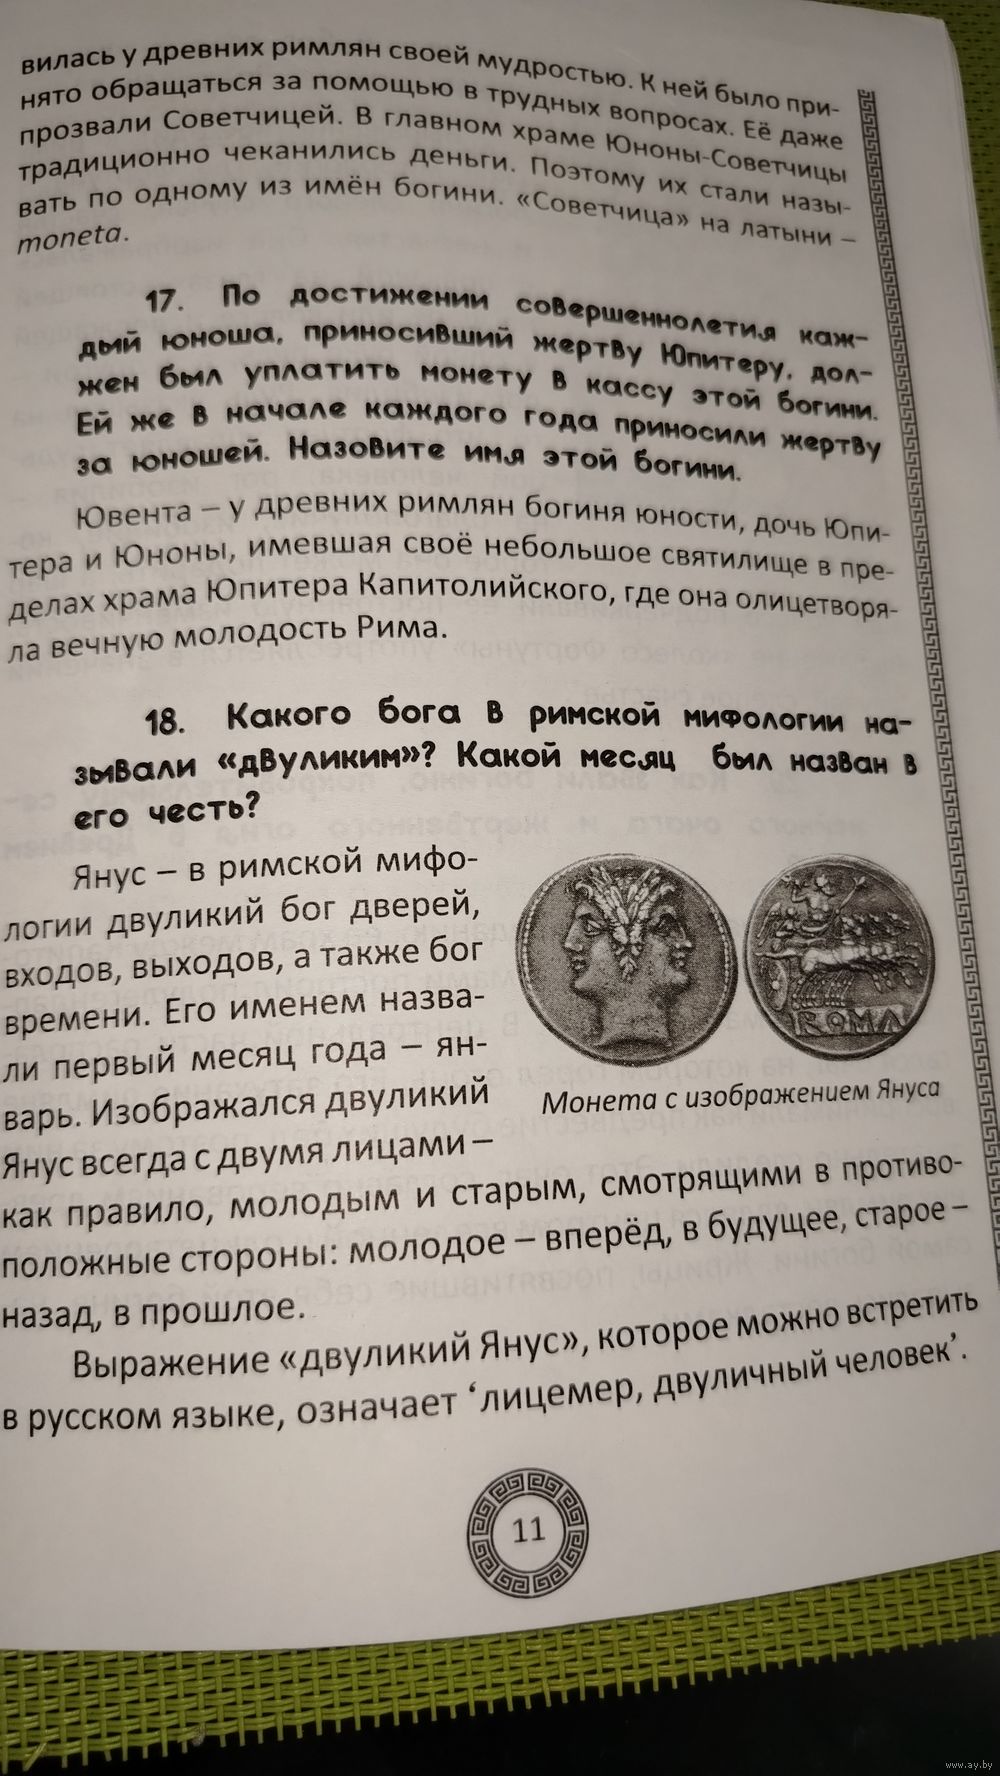 вилась у древних римлян своей мудростью. К ней было при-
нято обращаться за помощью в трудных вопросах. Её даже
прозвали Советчицей. В главном храме Юноны-Советчицы
традиционно чеканились деньги. Поэтому их стали назы-
вать по одному из имён богини. «Советчица» на латыни –
moneta.
17. По достижении совершеннолетия каж-
дый юноша, приносивший жертву Юпитеру, дол-
жен был уплатить монету в кассу этой богини.
Ей же в начале каждого года приносили жертву
за юношей. Назовите имя этой богини.
Ювента – у древних римлян богиня юности, дочь Юпи-
тера и Юноны, имевшая своё небольшое святилище в пре-
делах храма Юпитера Капитолийского, где она олицетворя-
ла вечную молодость Рима.
18. Какого бога в римской мифологии на-
зывали «двуликим»? Какой месяц был назван в
его честь?
Янус – в римской мифо-
логии двуликий бог дверей,
входов, выходов, а также бог
времени. Его именем назва-
ли первый месяц года – ян-
варь. Изображался двуликий
Янус всегда с двумя лицами –
как правило, молодым и старым, смотрящими в противо-
положные стороны: молодое – вперёд, в будущее, старое –
назад, в прошлое.
ROMA
Монета с изображением Януса
Выражение «двуликий Янус», которое можно встретить
в русском языке, означает ‘лицемер, двуличный человек’.
11
www.ay.by